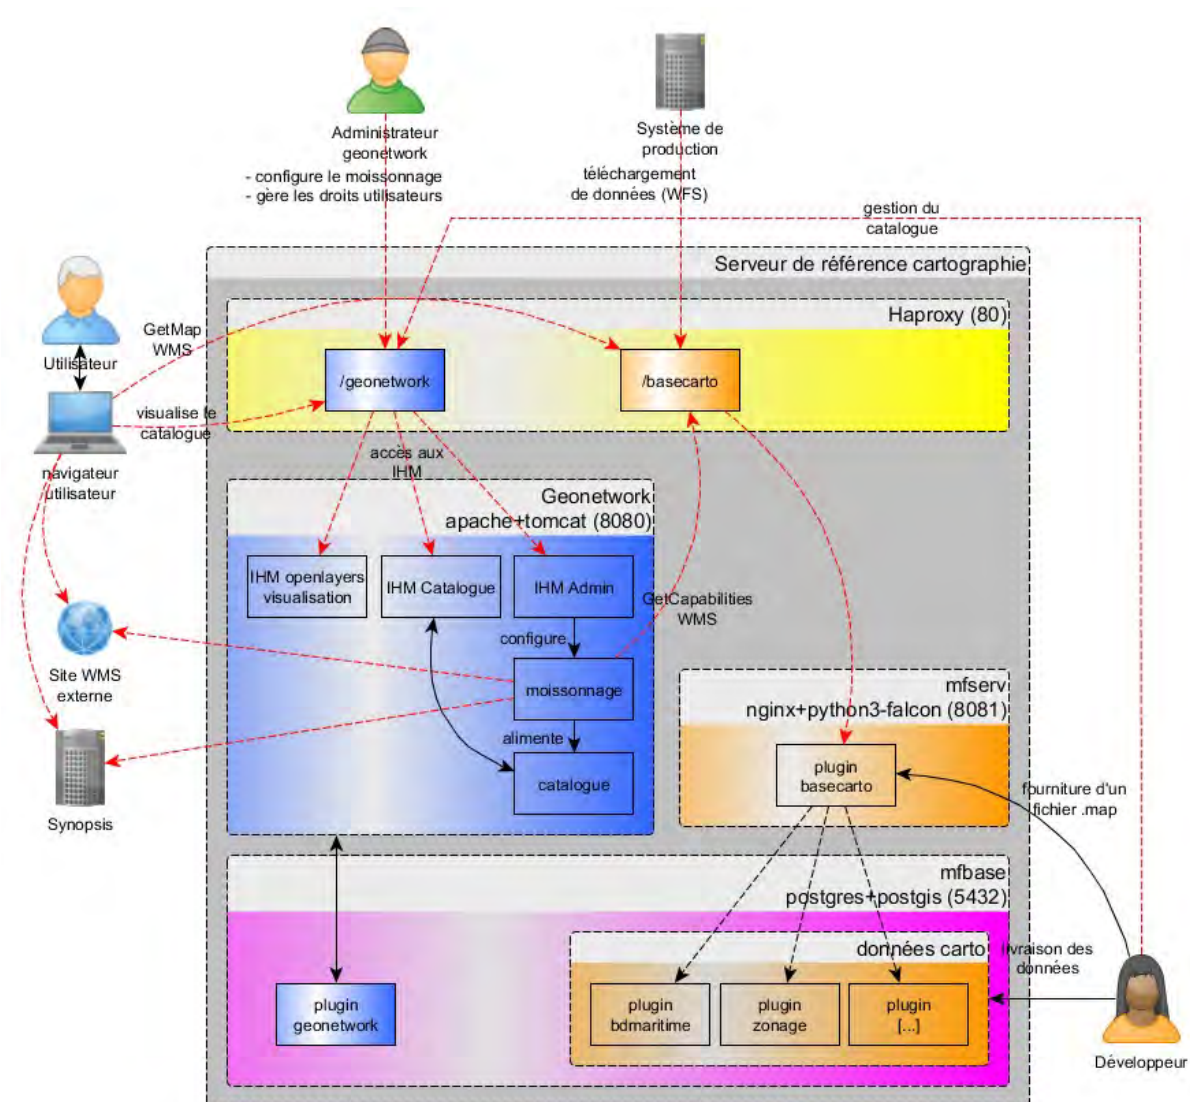 Administrateur
geonetwork
- configure le moissonnage
- gère les droits utilisateurs
Système de
production
téléchargement
de données (WFS)
gestion du
catalogue
Serveur de référence cartographie
Haproxy (80)
GetMap
WMS
Utilisateur
/geonetwork
/basecarto
visualise le
catalogue
navigateur
utilisateur
accès aux
IHM
Geonetwork
apache+tomcat (8080)
IHM openlayers
visualisation
IHM Catalogue
IHM Admin
GetCapabilities
WMS
configure
Site WMS
externe
moissonnage
mfserv
nginx+python3-falcon (8081)
alimente
plugin
basecarto
catalogue
fourniture d'un
fichier .map
Synopsis
mfbase
postgres+postgis (5432)
données carto
livraison des
données
plugin
geonetwork
plugin
bdmaritime
plugin
zonage
plugin
[...]
Développeur